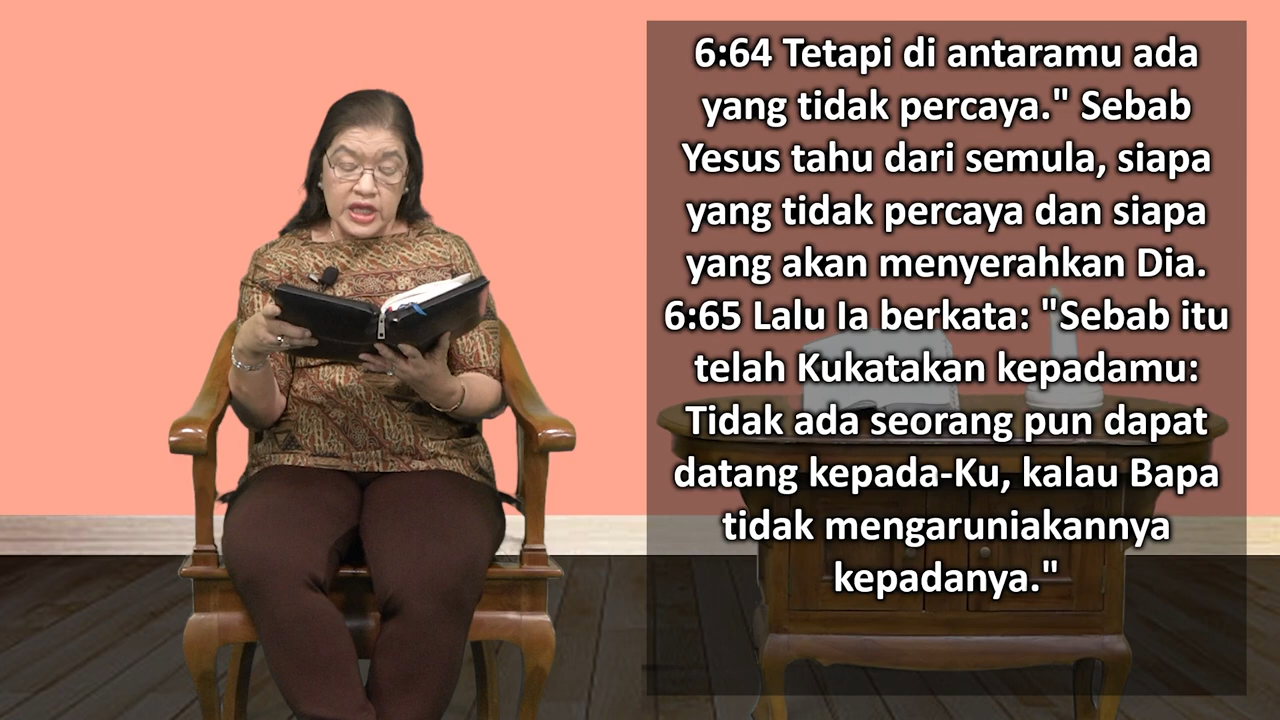 6:64 Tetapi di antaramu ada
yang tidak percaya." Sebab
Yesus tahu dari semula, siapa
yang tidak percaya dan siapa
yang akan menyerahkan Dia.
6:65 Lalu Ia berkata: "Sebab itu
telah Kukatakan kepadamu:
Tidak ada seorang pun dapat
datang kepada-Ku, kalau Bapa
tidak mengaruniakannya
kepadanya."